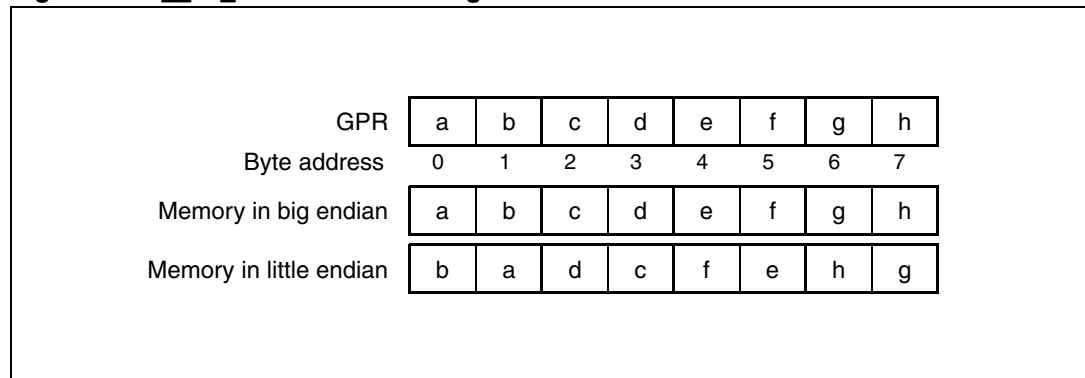 GPR a b c d e f g h
Byte address 0 1 2 3 4 5 6 7
Memory in big endian a b c d e f g h
Memory in little endian b a d c f e h g